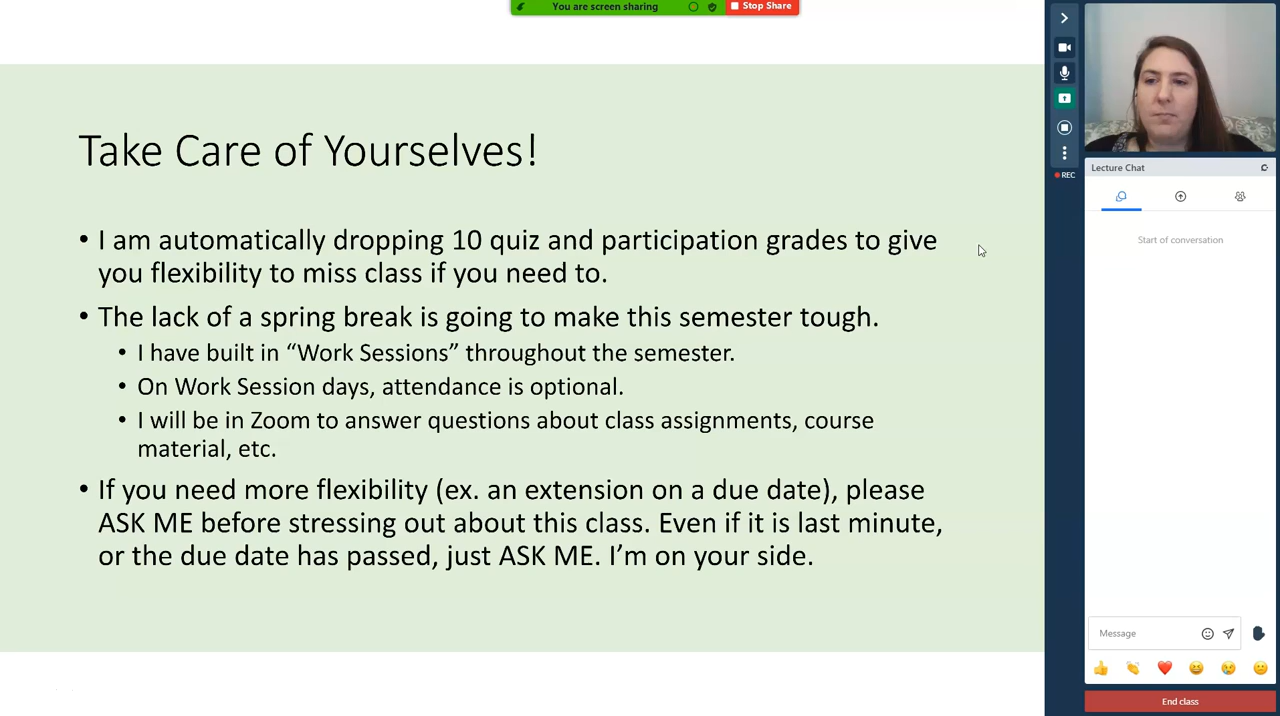 You are screen sharing
Stop Share
Take Care of Yourselves!
• I am automatically dropping 10 quiz and participation grades to give
you flexibility to miss class if you need to.
• The lack of a spring break is going to make this semester tough.
• I have built in “Work Sessions” throughout the semester.
• On Work Session days, attendance is optional.
• I will be in Zoom to answer questions about class assignments, course
material, etc.
• If you need more flexibility (ex. an extension on a due date), please
ASK ME before stressing out about this class. Even if it is last minute,
or the due date has passed, just ASK ME. I’m on your side.
REC
Lecture Chat
Start of conversation
Message
End class